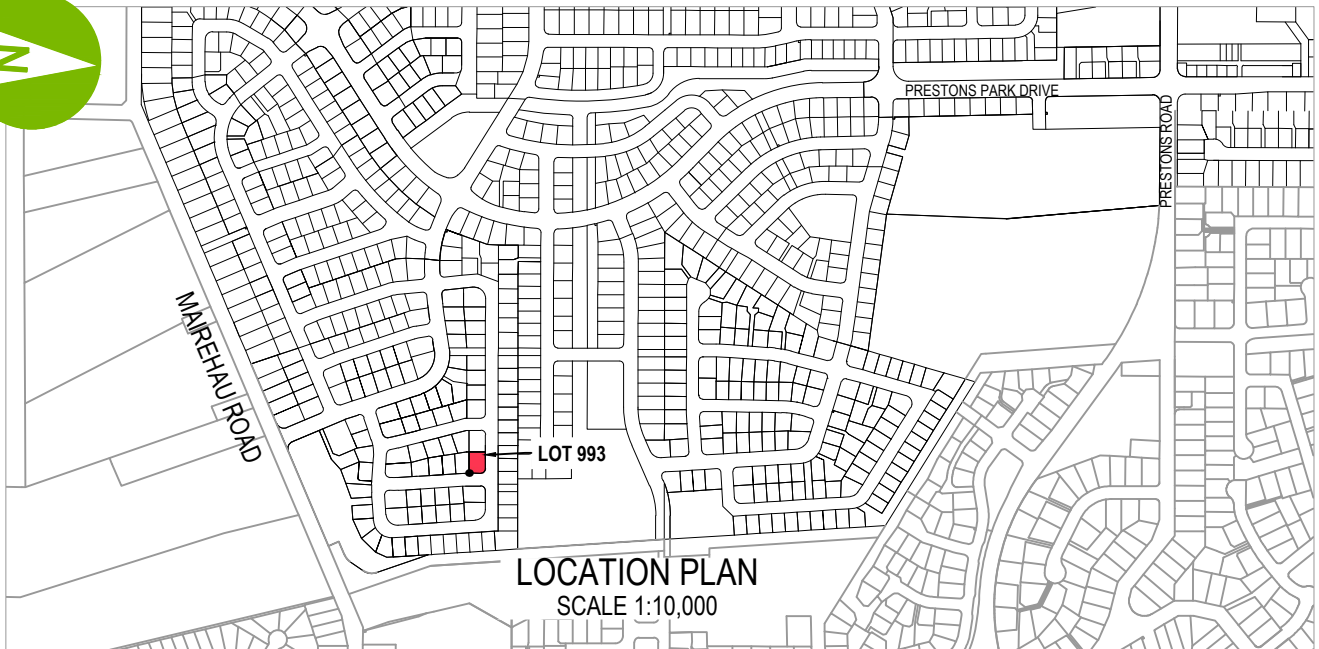 N
PRESTONS PARK DRIVE
PRESTONS ROAD
MAIREHAU ROAD
LOT 993
LOCATION PLAN
SCALE 1:10,000